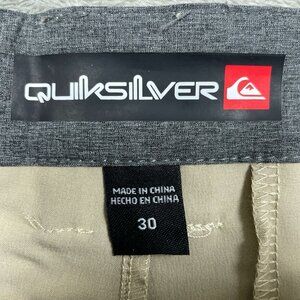 QUIKSILVER
MADE IN CHINA
HECHO EN CHINA
30